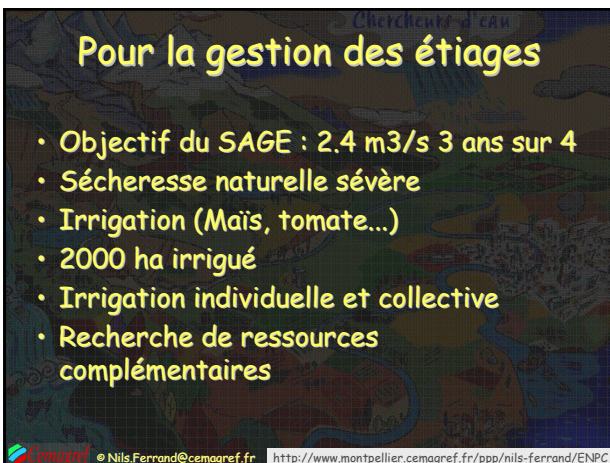 Chercheurs d'eau
Pour la gestion des étiages
• Objectif du SAGE : 2.4 m3/s 3 ans sur 4
• Sécheresse naturelle sévère
• Irrigation (Maïs, tomate...)
• 2000 ha irrigué
• Irrigation individuelle et collective
• Recherche de ressources
complémentaires
Cemagref © Nils.Ferrand@cemagref.fr http://www.montpellier.cemagref.fr/ppp/nils-ferrand/ENPC